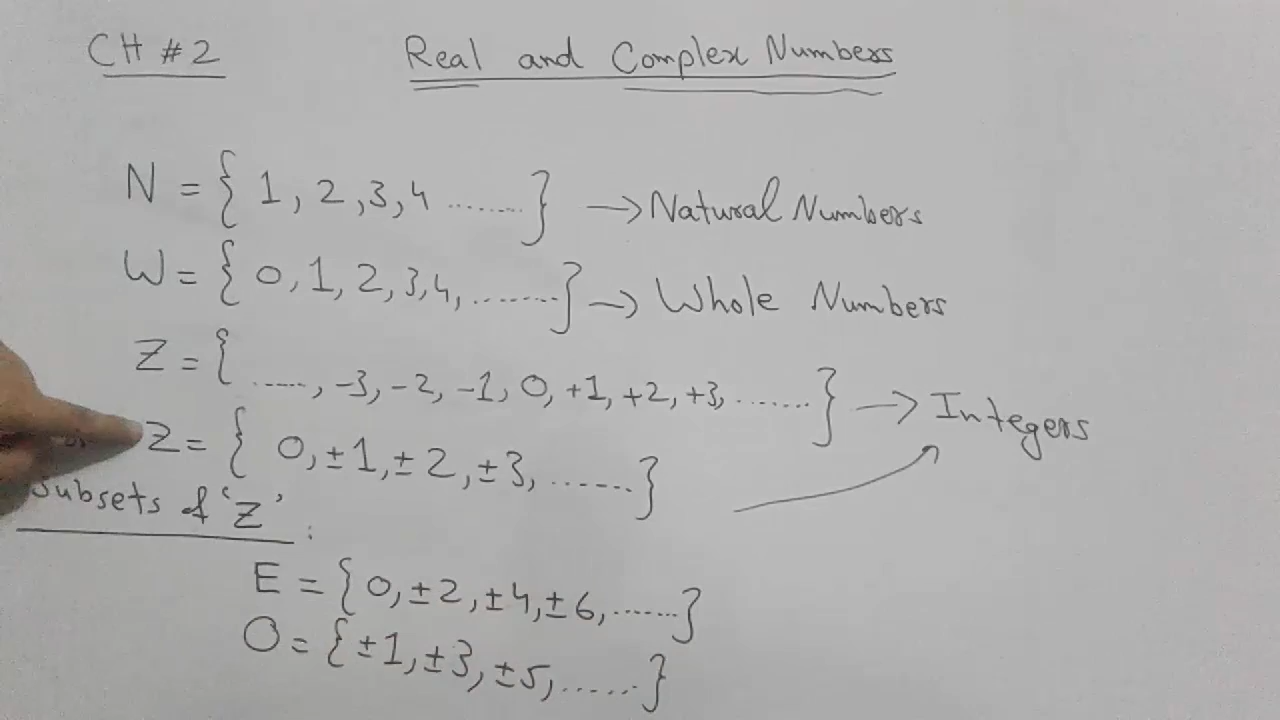 CH # 2 Real and Complex Numbers
N = { 1, 2, 3, 4 ........ } → Natural Numbers
W = { 0, 1, 2, 3, 4, ........ } → Whole Numbers
Z = { ......, -3, -2, -1, 0, +1, +2, +3, ........ } → Integers
Z = { 0, ±1, ±2, ±3, ....... }
Subsets of 'Z' :
E = { 0, ±2, ±4, ±6, ....... }
O = { ±1, ±3, ±5, ....... }